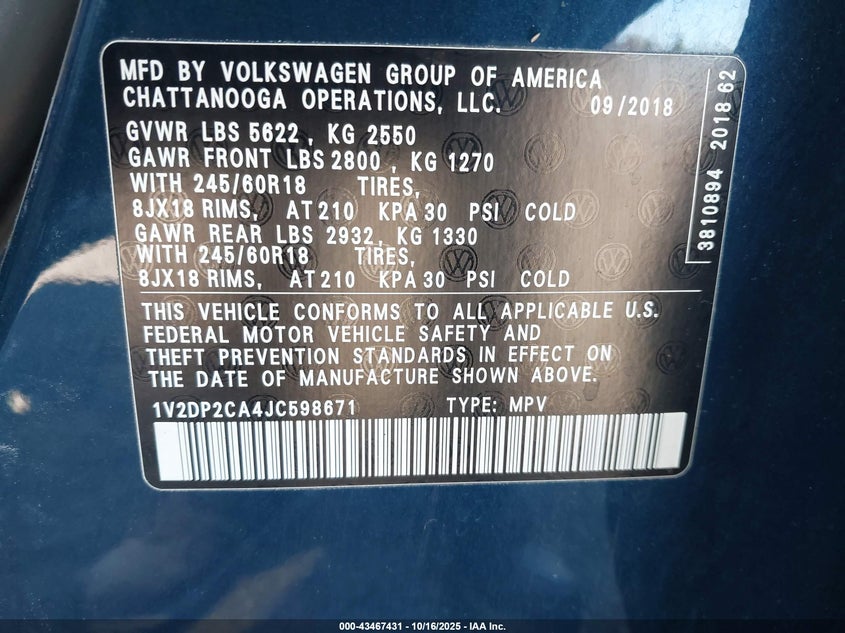 MFD BY VOLKSWAGEN GROUP OF AMERICA
CHATTANOOGA OPERATIONS, LLC. 09/2018
GVWR LBS 5622, KG 2550
GAWR FRONT LBS 2800, KG 1270
WITH 245/60R18 TIRES,
8JX18 RIMS, AT 210 KPA 30 PSI COLD
GAWR REAR LBS 2932, KG 1330
WITH 245/60R18 TIRES,
8JX18 RIMS, AT 210 KPA 30 PSI COLD
THIS VEHICLE CONFORMS TO ALL APPLICABLE U.S.
FEDERAL MOTOR VEHICLE SAFETY AND
THEFT PREVENTION STANDARDS IN EFFECT ON
THE DATE OF MANUFACTURE SHOWN ABOVE.
1V2DP2CA4JC598671 TYPE: MPV
3810894 2018 62
000-43467431 - 10/16/2025 - IAA Inc.